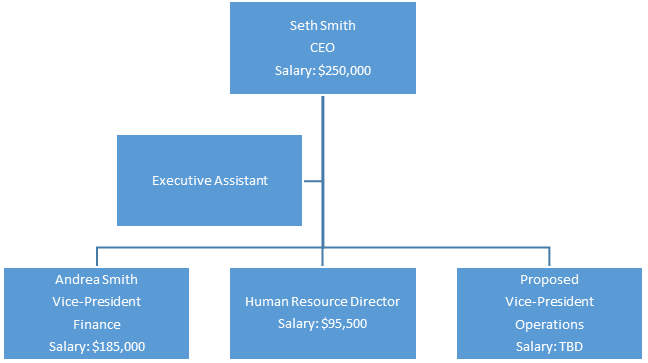 Seth Smith
CEO
Salary: $250,000
Executive Assistant
Andrea Smith
Vice-President
Finance
Salary: $185,000
Human Resource Director
Salary: $95,500
Proposed
Vice-President
Operations
Salary: TBD